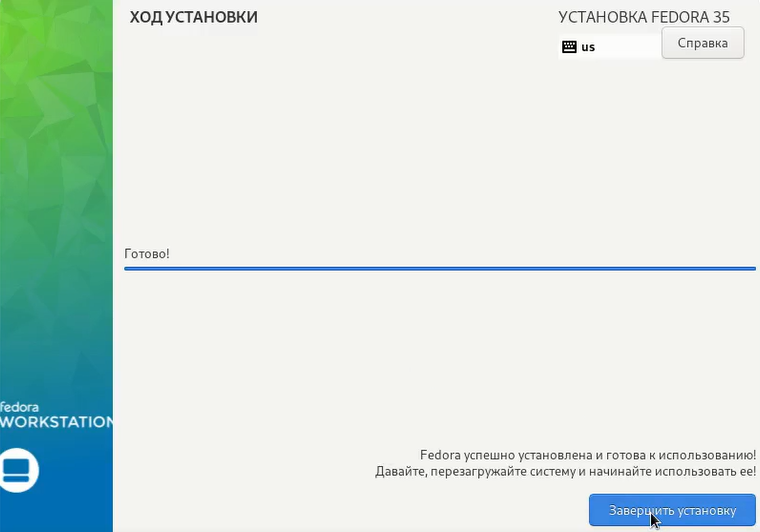 ХОД УСТАНОВКИ
УСТАНОВКА FEDORA 35
us
Справка
Готово!
fedora
WORKSTATION
Fedora успешно установлена и готова к использованию!
Давайте, перезагружайте систему и начинайте использовать ее!
Завершить установку